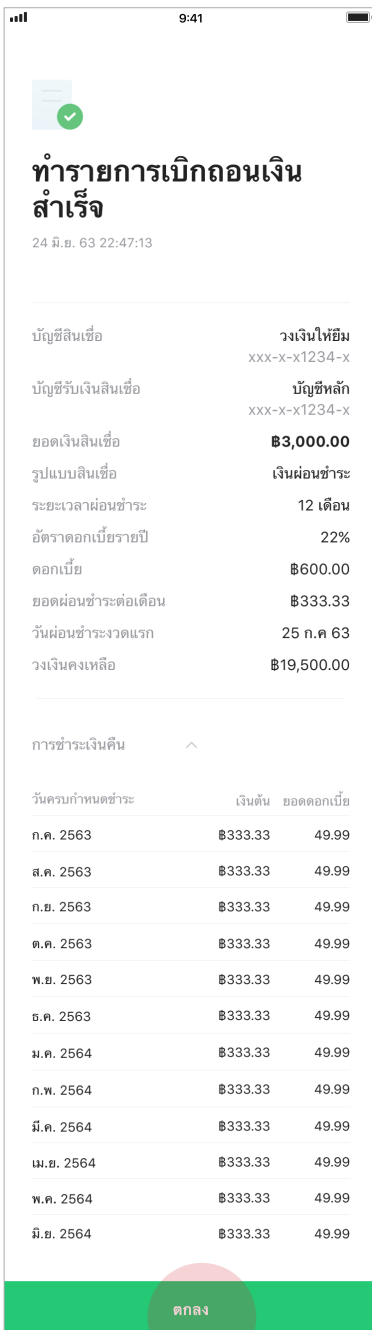 9:41
ทำรายการเบิกถอนเงิน
สำเร็จ
24 มิ.ย. 63 22:47:13
บัญชีสินเชื่อ วงเงินให้ยืม
xxx-x-x1234-x
บัญชีรับเงินสินเชื่อ บัญชีหลัก
xxx-x-x1234-x
ยอดเงินสินเชื่อ ฿3,000.00
รูปแบบสินเชื่อ เงินผ่อนชำระ
ระยะเวลาผ่อนชำระ 12 เดือน
อัตราดอกเบี้ยรายปี 22%
ดอกเบี้ย ฿600.00
ยอดผ่อนชำระต่อเดือน ฿333.33
วันผ่อนชำระงวดแรก 25 ก.ค 63
วงเงินคงเหลือ ฿19,500.00
การชำระเงินคืน
วันครบกำหนดชำระ เงินต้น ยอดดอกเบี้ย
ก.ค. 2563 ฿333.33 49.99
ส.ค. 2563 ฿333.33 49.99
ก.ย. 2563 ฿333.33 49.99
ต.ค. 2563 ฿333.33 49.99
พ.ย. 2563 ฿333.33 49.99
ธ.ค. 2563 ฿333.33 49.99
ม.ค. 2564 ฿333.33 49.99
ก.พ. 2564 ฿333.33 49.99
มี.ค. 2564 ฿333.33 49.99
เม.ย. 2564 ฿333.33 49.99
พ.ค. 2564 ฿333.33 49.99
มิ.ย. 2564 ฿333.33 49.99
ตกลง